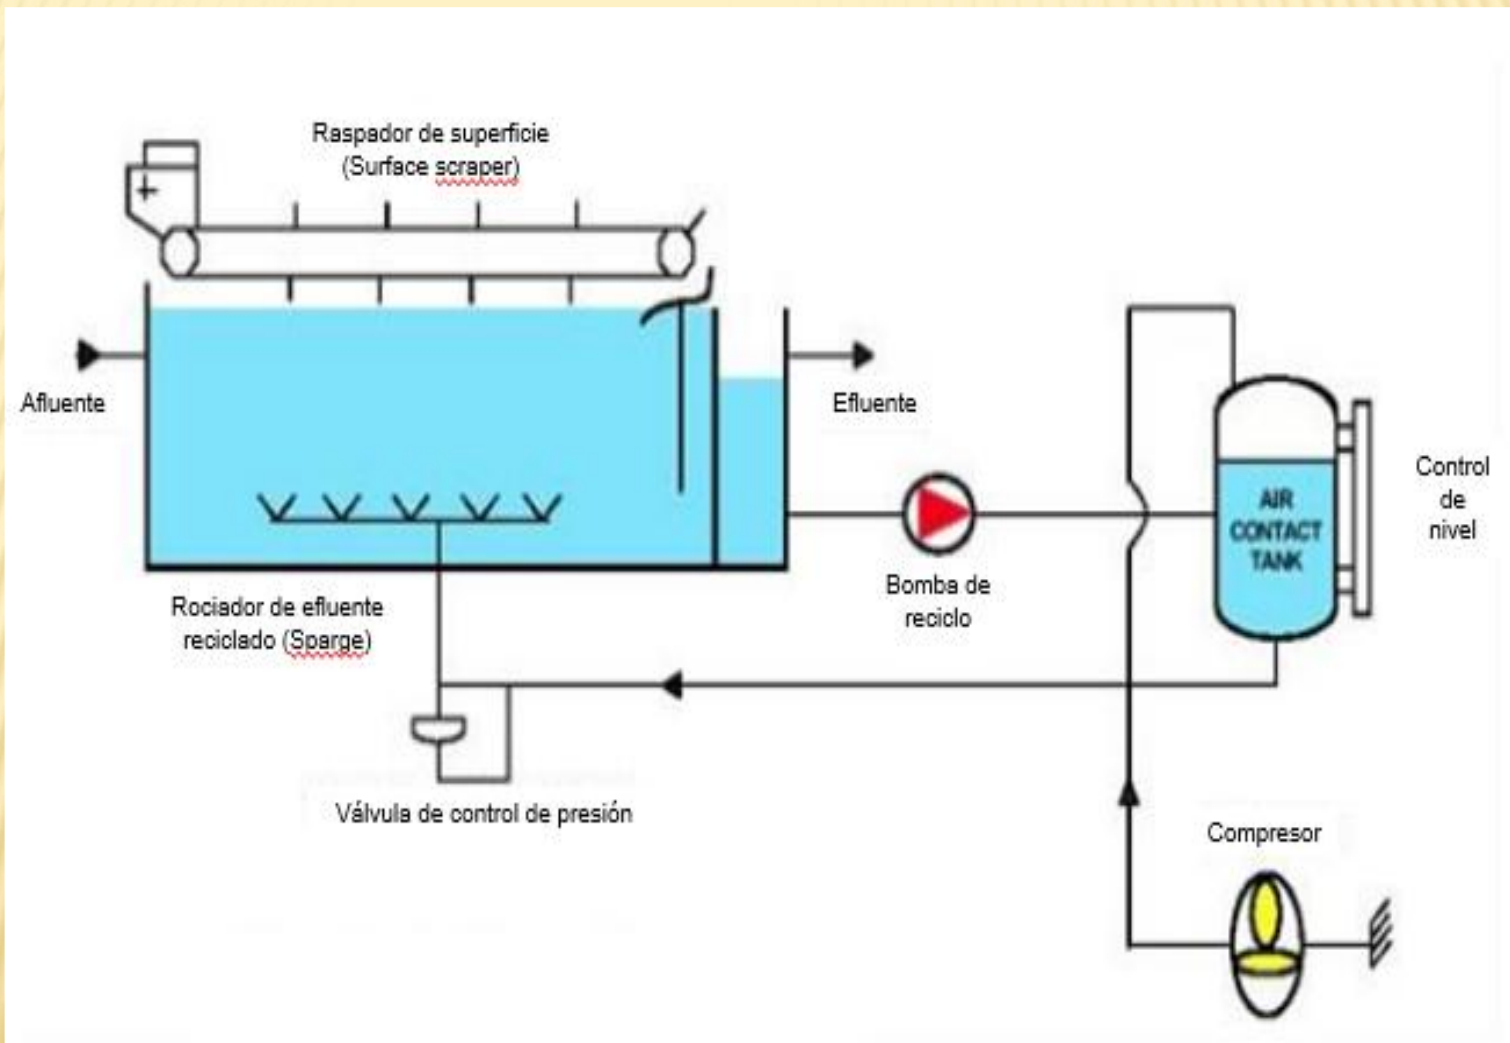 Raspador de superficie
(Surface scraper)
Afluente
Efluente
Control
de
nivel
AIR
CONTACT
TANK
Bomba de
reciclo
Rociador de efluente
reciclado (Sparge)
Válvula de control de presión
Compresor